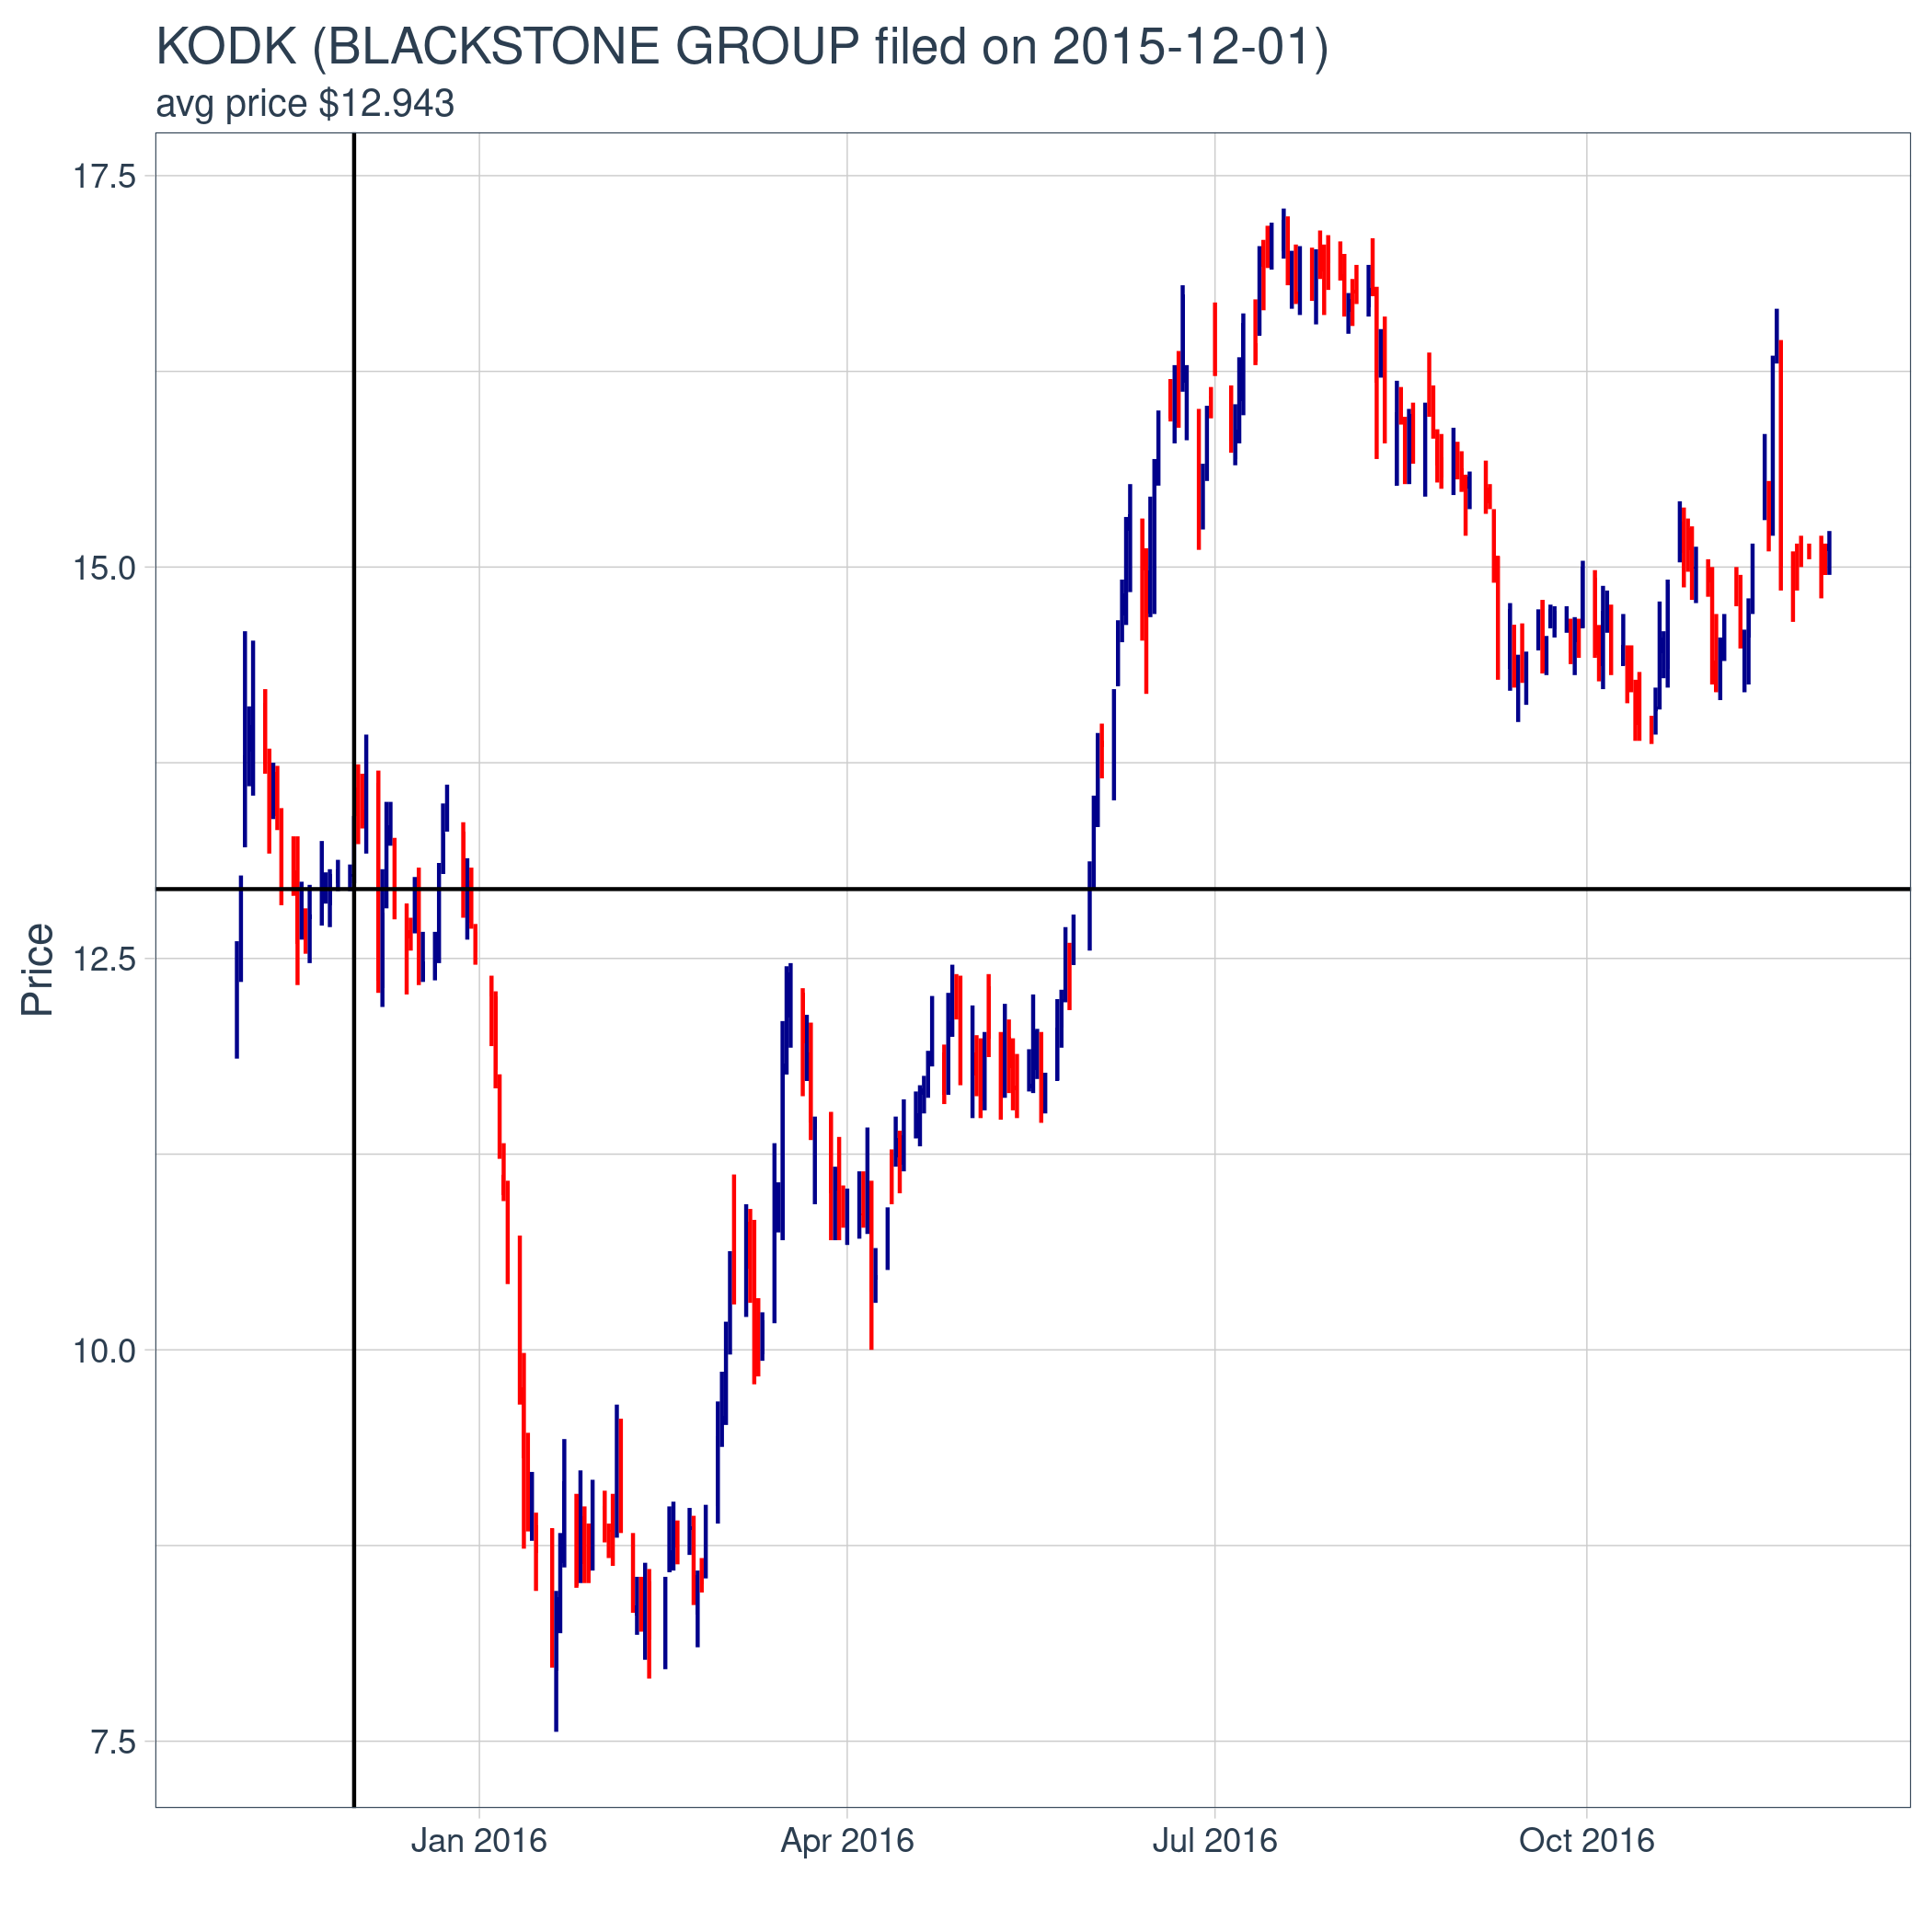 KODK (BLACKSTONE GROUP filed on 2015-12-01)
avg price $12.943
17.5
15.0
12.5
10.0
7.5
Price
Jan 2016
Apr 2016
Jul 2016
Oct 2016